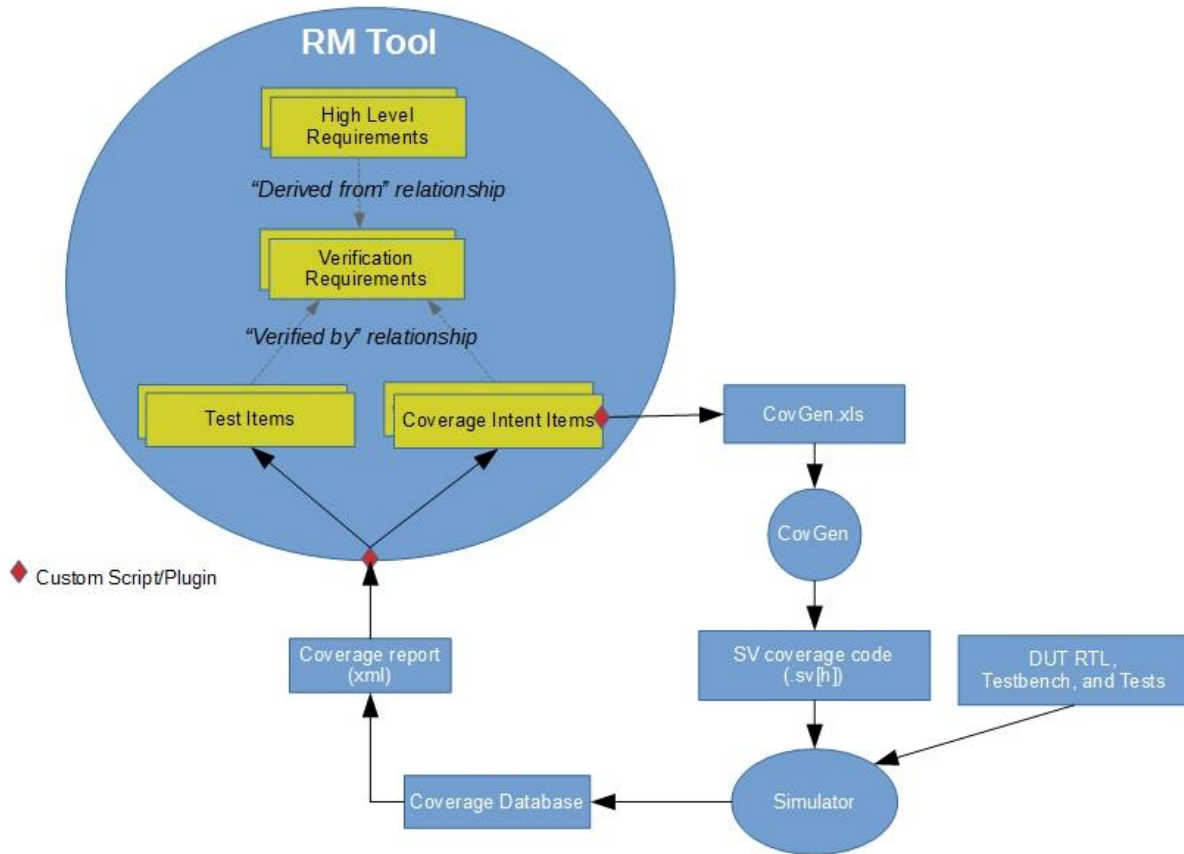 RM Tool
High Level
Requirements
“Derived from” relationship
Verification
Requirements
“Verified by” relationship
Test Items
Coverage Intent Items
CovGen.xls
CovGen
Custom Script/Plugin
Coverage report
(xml)
SV coverage code
(.sv[h])
DUT RTL,
Testbench, and Tests
Coverage Database
Simulator